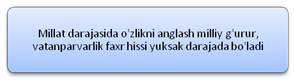 Millat darajasida o'zlikni anglash milliy g'urur,
vatanparvarlik faxr hissi yuksak darajada bo'ladi